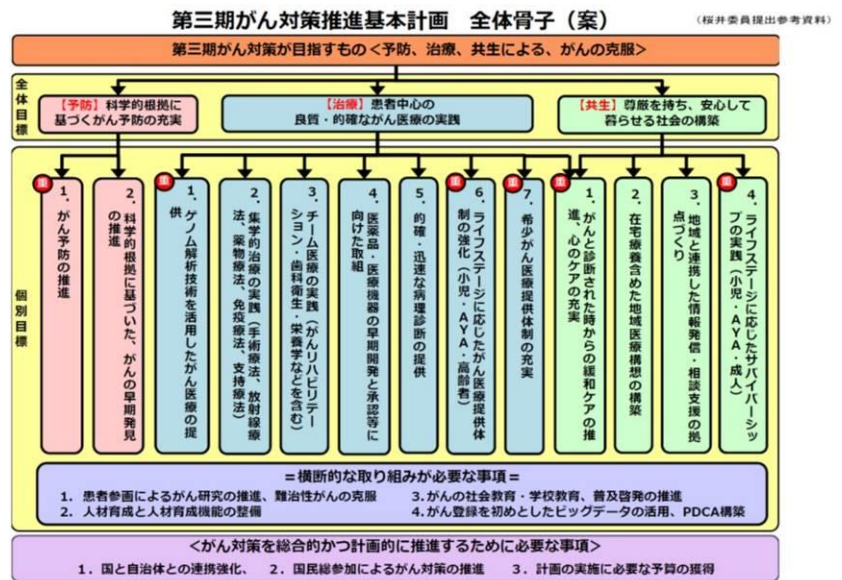 第三期がん対策推進基本計画　全体骨子（案）
（桜井委員提出参考資料）
第三期がん対策が目指すもの＜予防、治療、共生による、がんの克服＞
全体目標
【予防】科学的根拠に
基づくがん予防の充実
【治療】患者中心の
良質・的確ながん医療の実践
【共生】尊厳を持ち、安心して
暮らせる社会の構築
個別目標
重
1．がん予防の推進
2．科学的根拠に基づいた、がんの早期発見
の推進
重
1．ゲノム解析技術を活用したがん医療の提
供
2．集学的治療の実践（手術療法、放射線療
法、薬物療法、免疫療法、支持療法）
3．チーム医療の実践（がんリハビリテー
ション・歯科衛生・栄養学などを含む）
4．医薬品・医療機器の早期開発と承認等に
向けた取組
5．的確・迅速な病理診断の提供
重
6．ライフステージに応じたがん医療提供体
制の強化（小児・AYA・高齢者）
重
7．希少がん医療提供体制の充実
重
1．がんと診断された時からの緩和ケアの推
進、心のケアの充実
2．在宅療養含めた地域医療構想の構築
3．地域と連携した情報発信・相談支援の拠
点づくり
重
4．ライフステージに応じたサバイバーシッ
プの実践（小児・AYA・成人）
＝横断的な取り組みが必要な事項＝
1．患者参画によるがん研究の推進、難治性がんの克服
2．人材育成と人材育成機能の整備
3.がんの社会教育・学校教育、普及啓発の推進
4.がん登録を初めとしたビッグデータの活用、PDCA構築
＜がん対策を総合的かつ計画的に推進するために必要な事項＞
1．国と自治体との連携強化、　2．国民総参加によるがん対策の推進　3．計画の実施に必要な予算の獲得